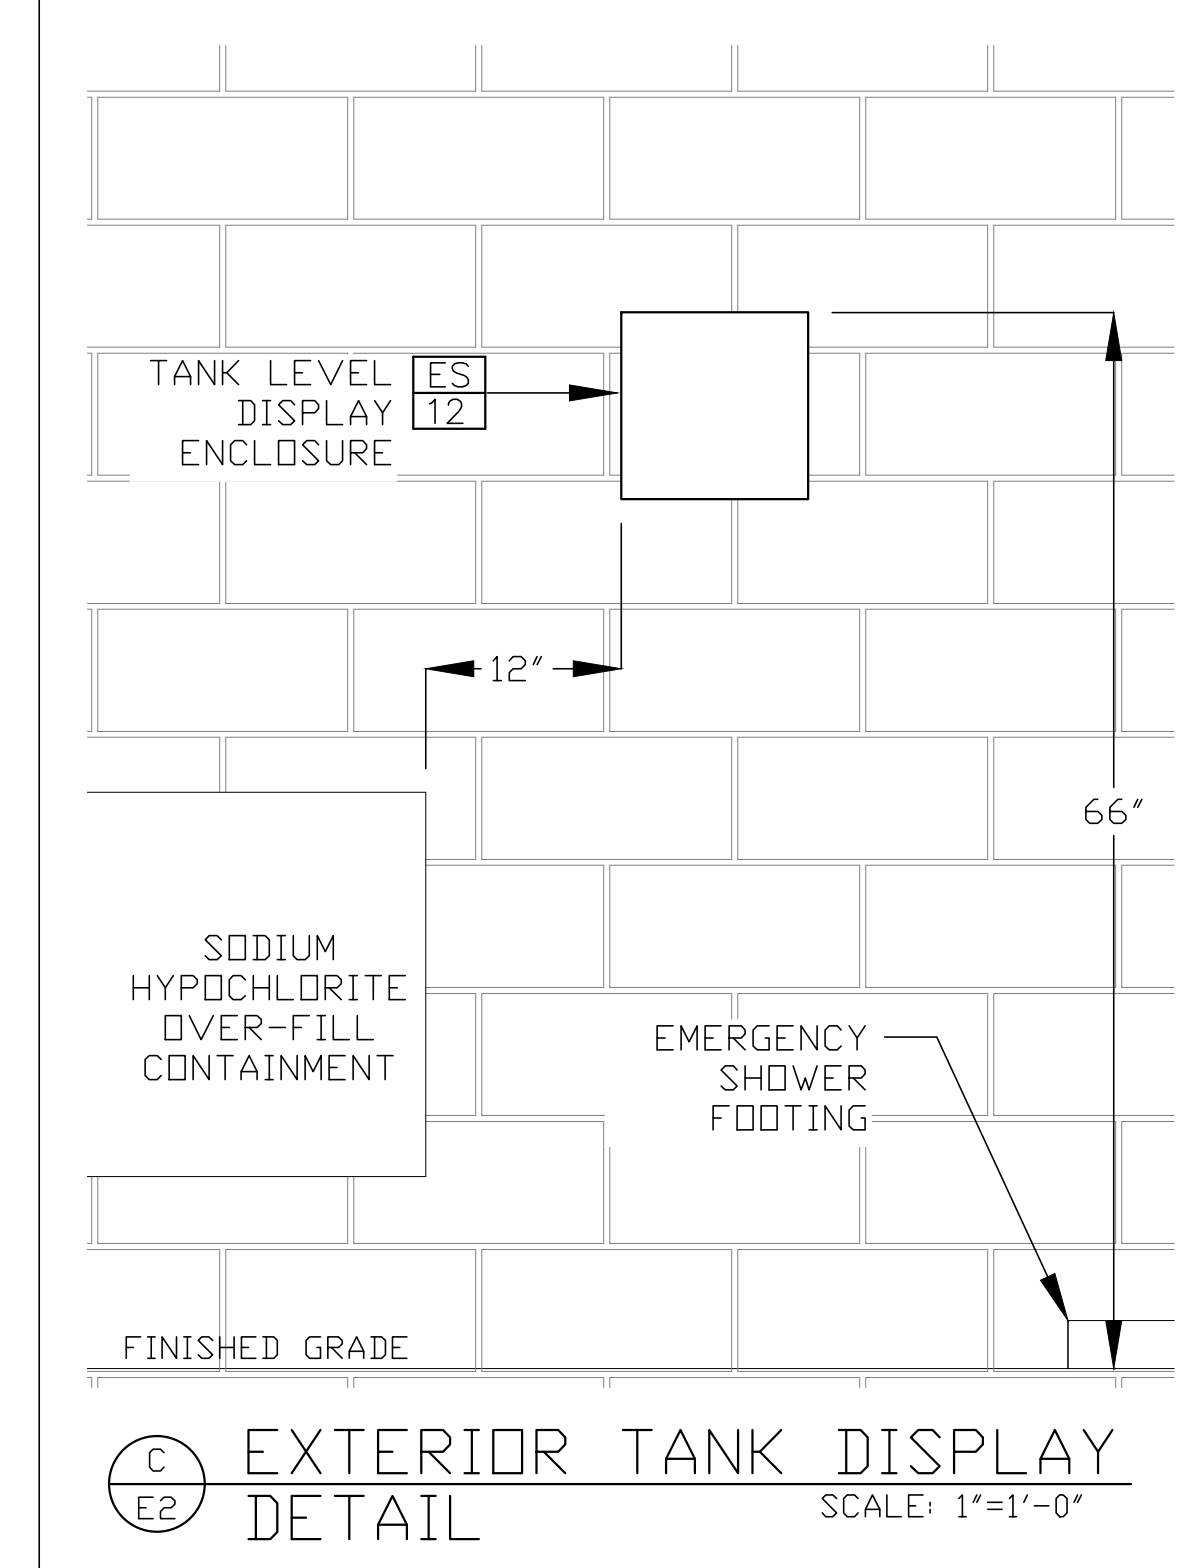 TANK LEVEL
DISPLAY
ENCLOSURE
ES
12
12"
66"
SODIUM
HYPOCHLORITE
OVER-FILL
CONTAINMENT
EMERGENCY
SHOWER
FOOTING
FINISHED GRADE
C
E2
EXTERIOR TANK DISPLAY
DETAIL
SCALE: 1"=1'-0"